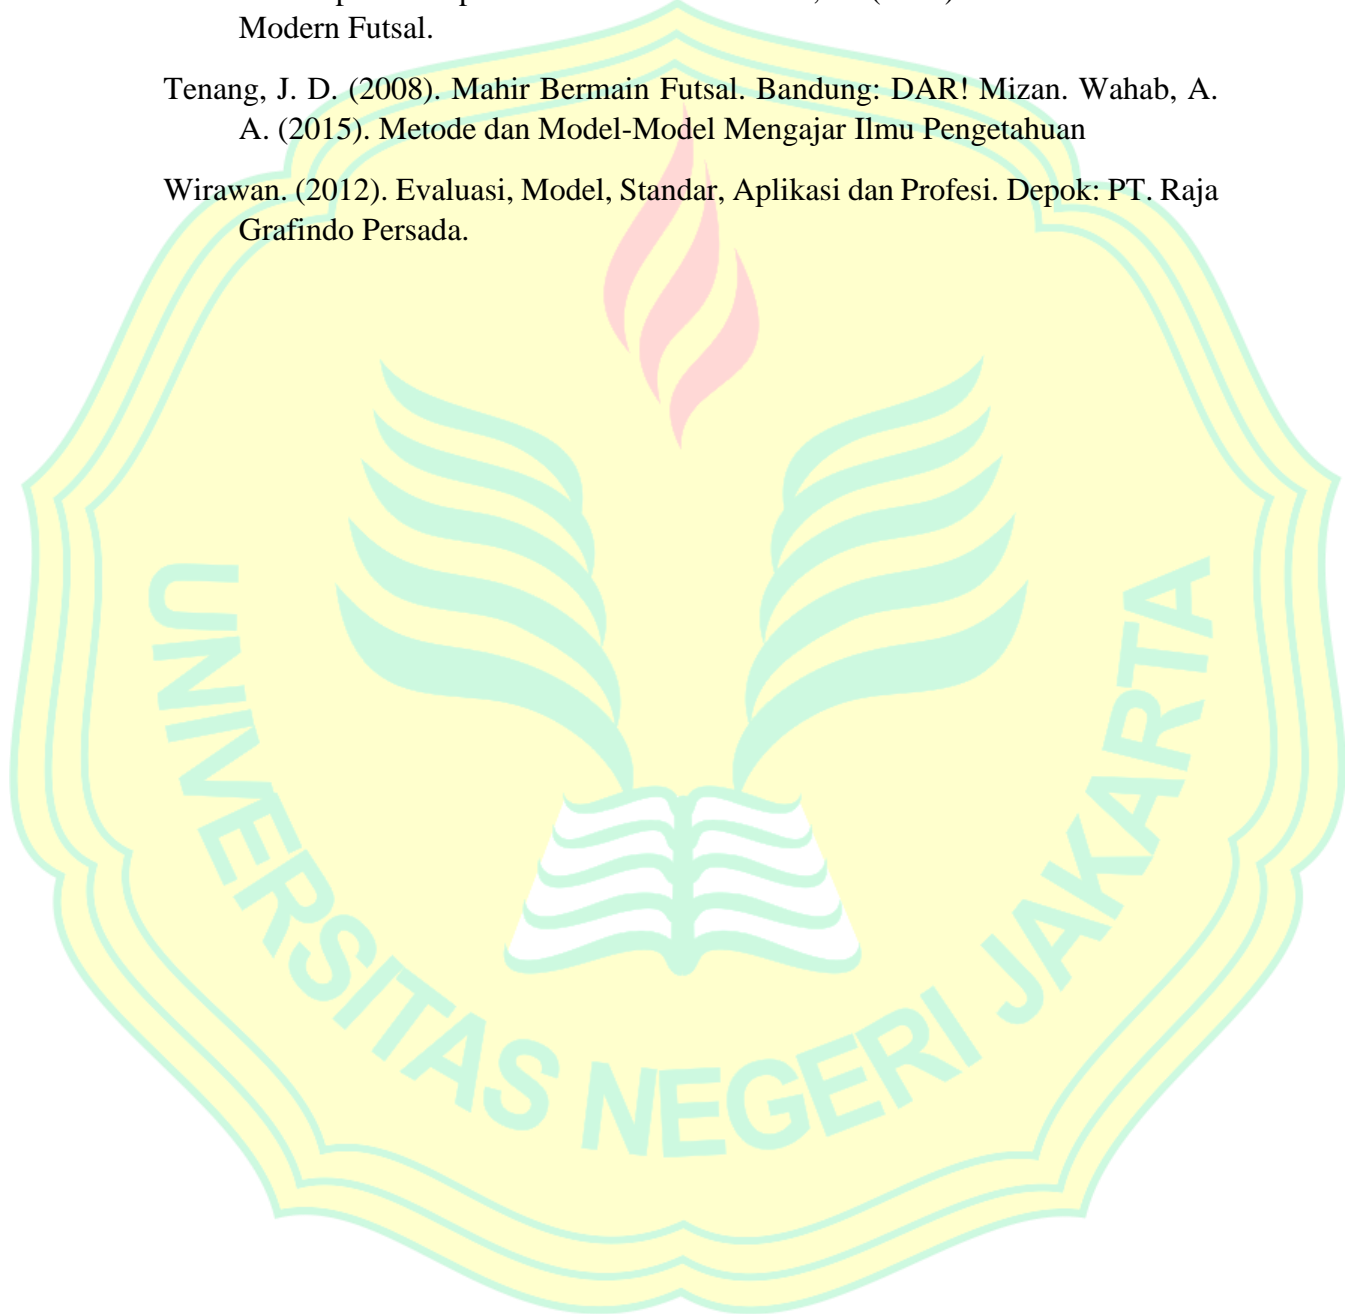 Modern Futsal.
Tenang, J. D. (2008). Mahir Bermain Futsal. Bandung: DAR! Mizan. Wahab, A.
A. (2015). Metode dan Model-Model Mengajar Ilmu Pengetahuan
Wirawan. (2012). Evaluasi, Model, Standar, Aplikasi dan Profesi. Depok: PT. Raja
Grafindo Persada.
UNIVERSITAS NEGERI JAKARTA